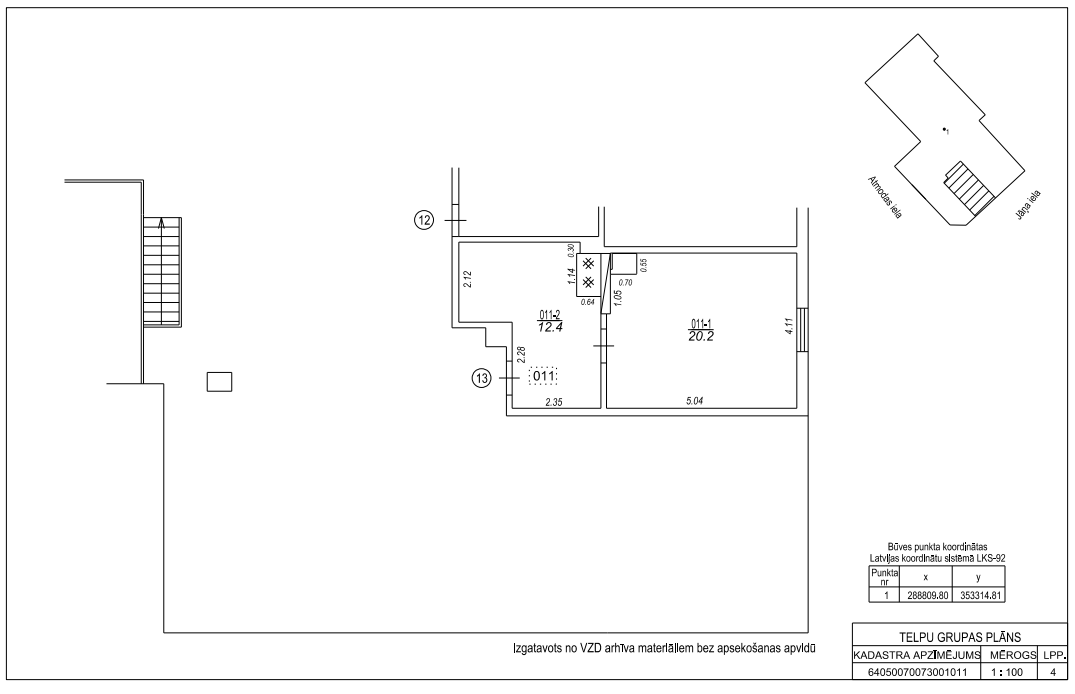 1
Atmodas iela
Jāņa iela
12
0.30
2.12
1.14
0.55
0.70
0.64
1.05
011-2
12.4
011-1
20.2
4.11
2.28
13
011
2.35
5.04
Būves punkta koordinātas
Latvijas koordinātu sistēmā LKS-92
Punkta nr x y
1 288809.80 353314.81
Izgatavots no VZD arhīva materiāliem bez apsekošanas apvidū
TELPU GRUPAS PLĀNS
KADASTRA APZĪMĒJUMS MĒROGS LPP.
64050070073001011 1 : 100 4